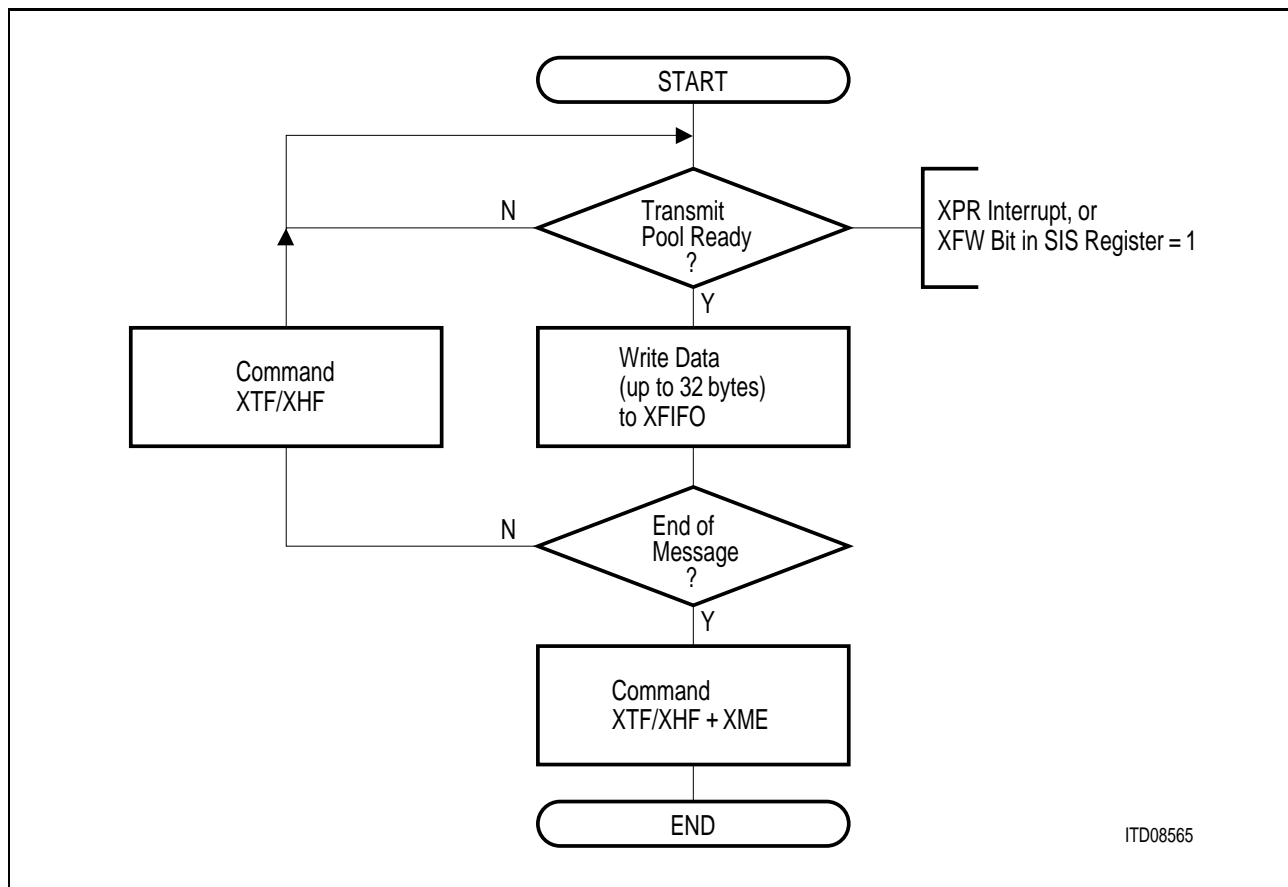 START
N
Transmit
Pool Ready
?
XPR Interrupt, or
XFW Bit in SIS Register = 1
Y
Command
XTF/XHF
Write Data
(up to 32 bytes)
to XFIFO
N
End of
Message
?
Y
Command
XTF/XHF + XME
END
ITD08565